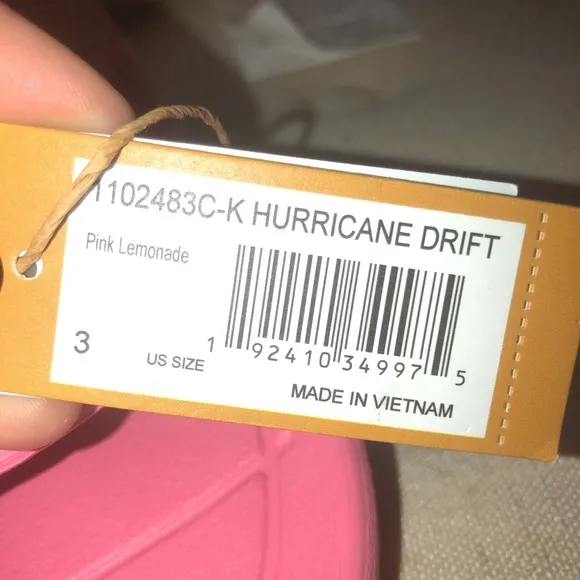 1102483C-K HURRICANE DRIFT
Pink Lemonade
3 US SIZE
1 92410 34997 5
MADE IN VIETNAM